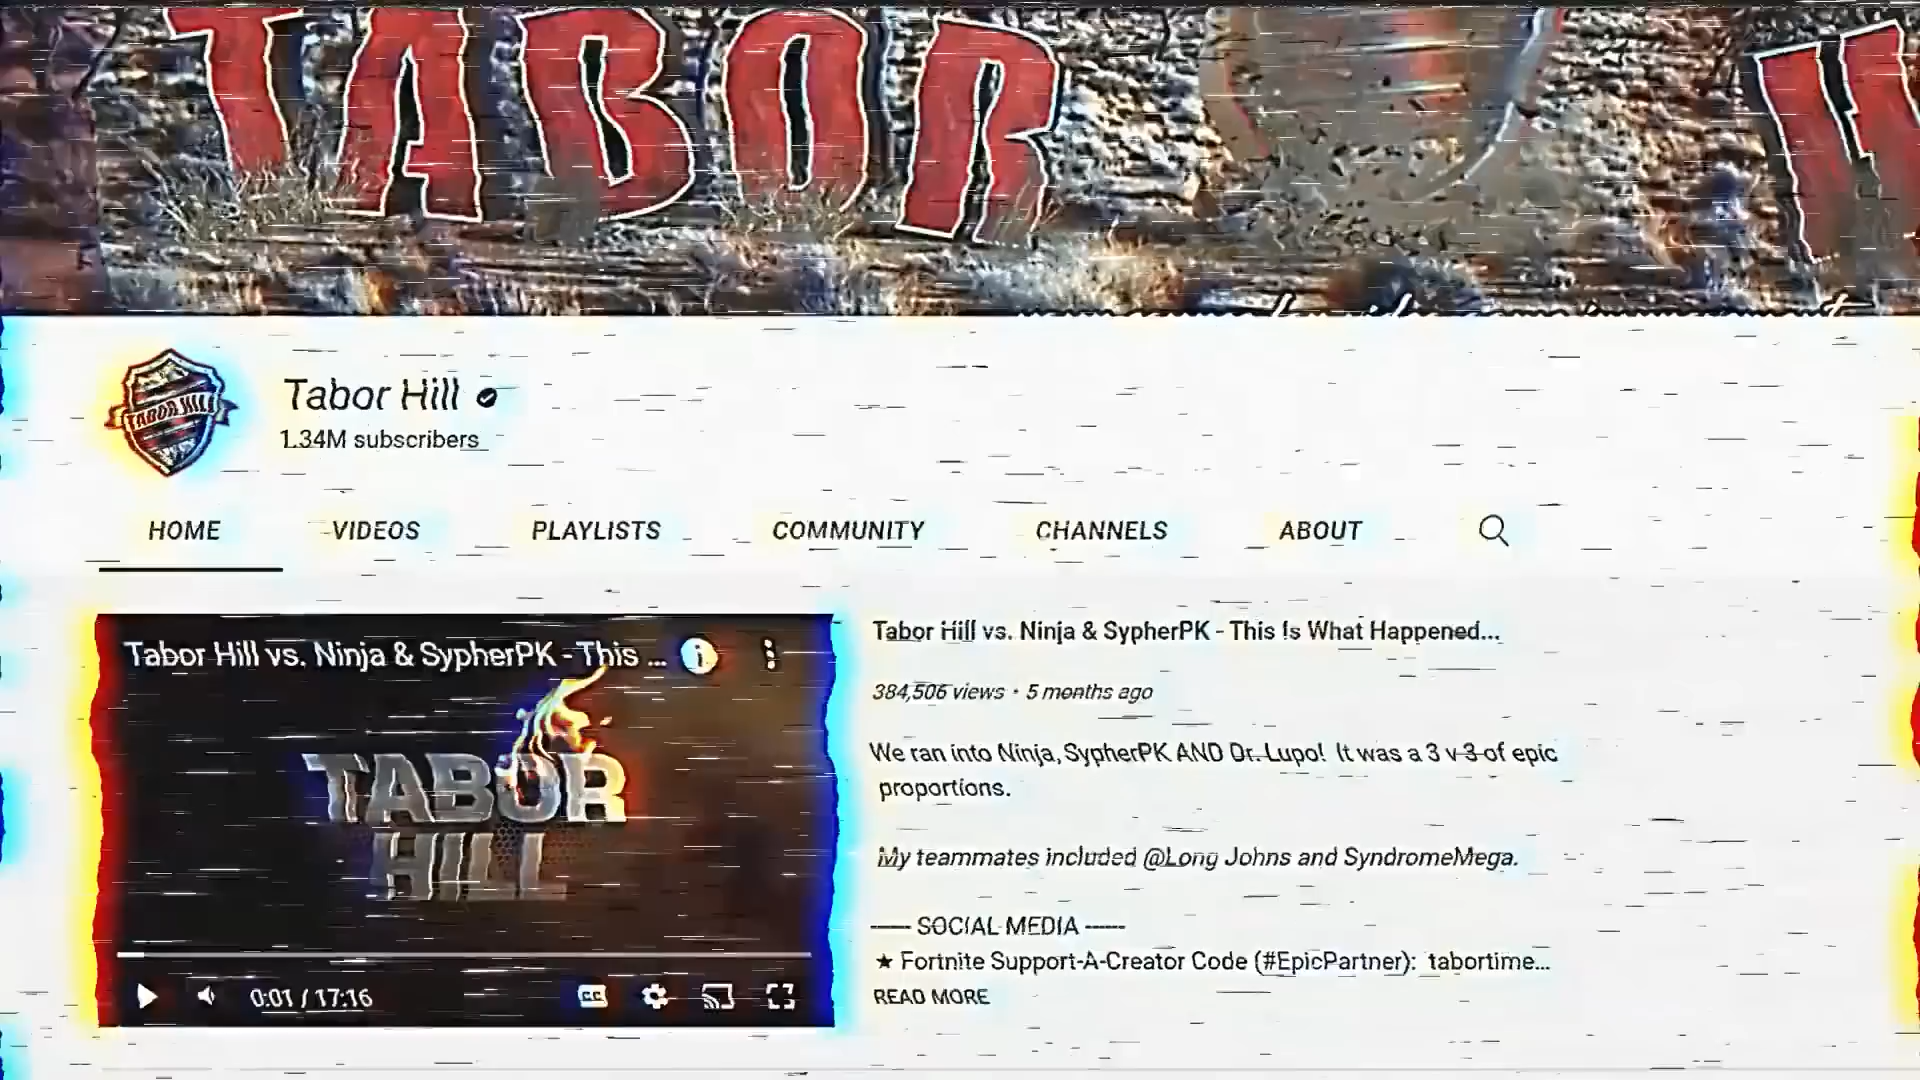 TABOR
TABOR HILL
Tabor Hill
1.34M subscribers
HOME VIDEOS PLAYLISTS COMMUNITY CHANNELS ABOUT
Tabor Hill vs. Ninja & SypherPK - This ...
TABOR
HILL
0:01 / 17:16
CC
Tabor Hill vs. Ninja & SypherPK - This Is What Happened...
384,506 views • 5 months ago
We ran into Ninja, SypherPK AND Dr. Lupo! It was a 3 v 3 of epic
proportions.
My teammates included @Long Johns and SyndromeMega.
----- SOCIAL MEDIA -----
★ Fortnite Support-A-Creator Code (#EpicPartner): tabortime...
READ MORE